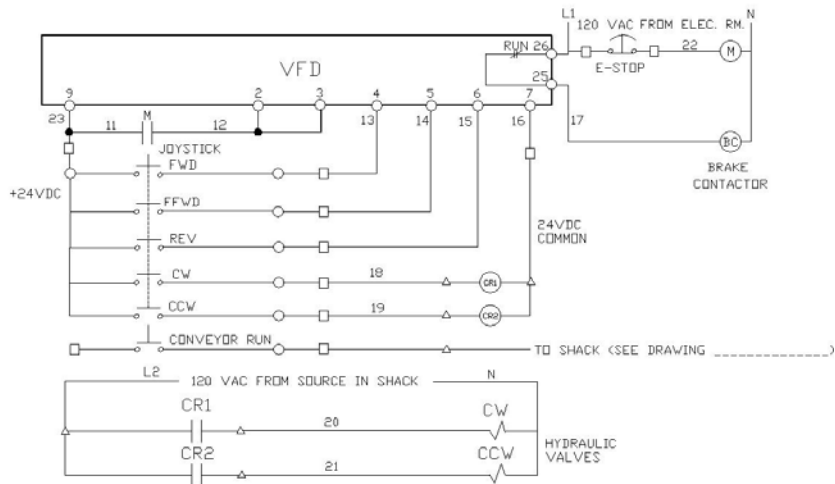 L1 N
120 VAC FROM ELEC. RM.
RUN 26
22
M
VFD
E-STOP
25
9 2 3 4 5 6 7
23 11 M 12 13 14 15 16 17
BC
JOYSTICK
BRAKE
CONTACTOR
FWD
+24VDC
FFWD
24VDC
COMMON
REV
CW 18 CR1
CCW 19 CR2
CONVEYOR RUN
TO SHACK (SEE DRAWING ______________)
L2 120 VAC FROM SOURCE IN SHACK N
CR1 20 CW
HYDRAULIC
VALVES
CR2 21 CCW